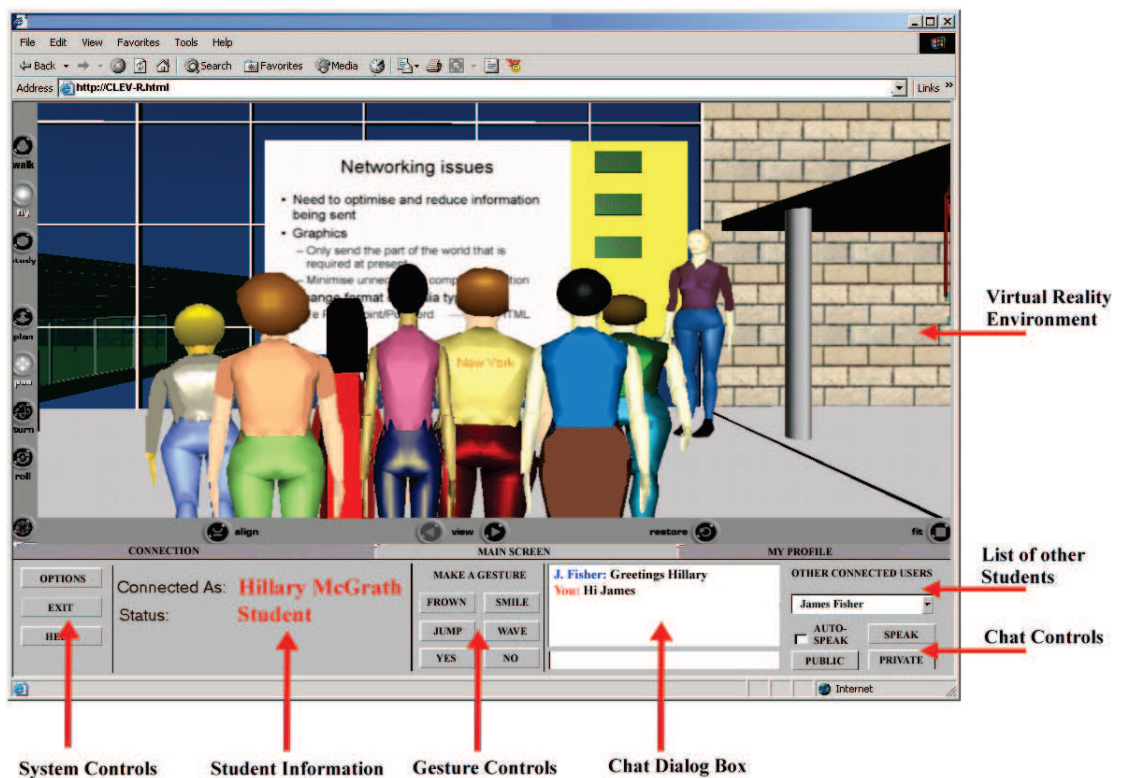 File Edit View Favorites Tools Help
Back Search Favorites Media
Address http://CLEV-R.html Links »
walk
fly
study
plan
pan
turn
roll
Networking issues
• Need to optimise and reduce information
being sent
• Graphics
– Only send the part of the world that is
required at present
– Minimise
New York
Virtual Reality
Environment
align view restore fit
CONNECTION MAIN SCREEN MY PROFILE
OPTIONS
EXIT
Connected As: Hillary McGrath
Status: Student
MAKE A GESTURE
FROWN SMILE
JUMP WAVE
YES NO
J. Fisher: Greetings Hillary
You: Hi James
OTHER CONNECTED USERS
James Fisher
AUTO-
SPEAK
SPEAK
PUBLIC PRIVATE
List of other
Students
Chat Controls
Internet
System Controls Student Information Gesture Controls Chat Dialog Box